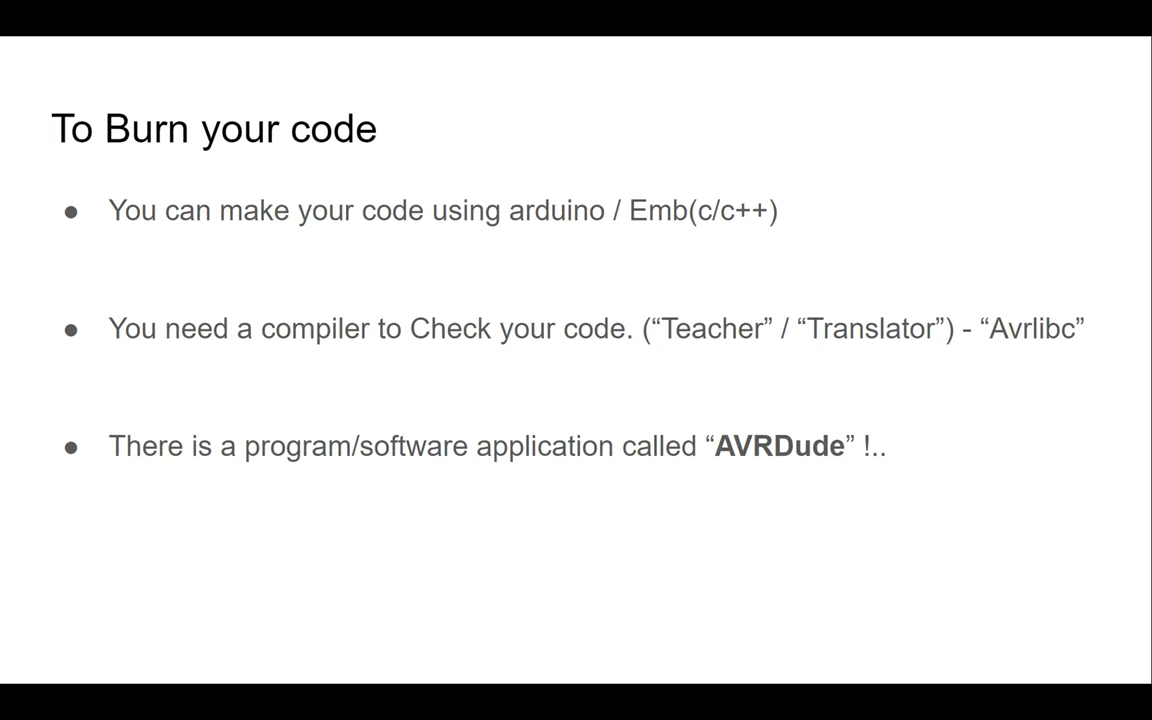 To Burn your code
● You can make your code using arduino / Emb(c/c++)
● You need a compiler to Check your code. (“Teacher” / “Translator”) - “Avrlibc”
● There is a program/software application called “AVRDude” !..